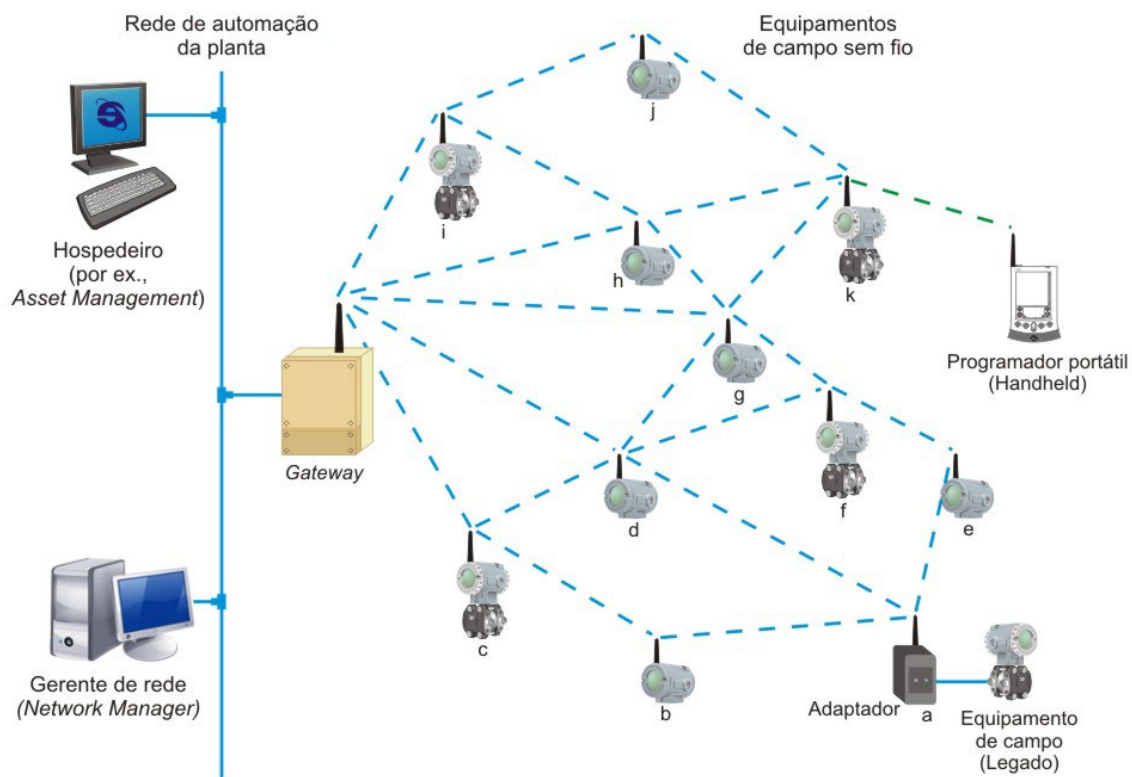 Rede de automação
da planta
Equipamentos
de campo sem fio
j
i
h
k
Hospedeiro
(por ex.,
Asset Management)
g
Programador portátil
(Handheld)
Gateway
d
f
e
c
b
Gerente de rede
(Network Manager)
Adaptador
a
Equipamento
de campo
(Legado)